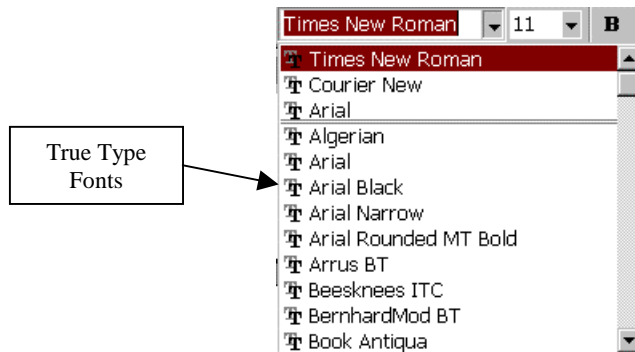 Times New Roman 11 B
Times New Roman
Courier New
Arial
Algerian
Arial
Arial Black
Arial Narrow
Arial Rounded MT Bold
Arrus BT
Beesknees ITC
BernhardMod BT
Book Antiqua
True Type
Fonts